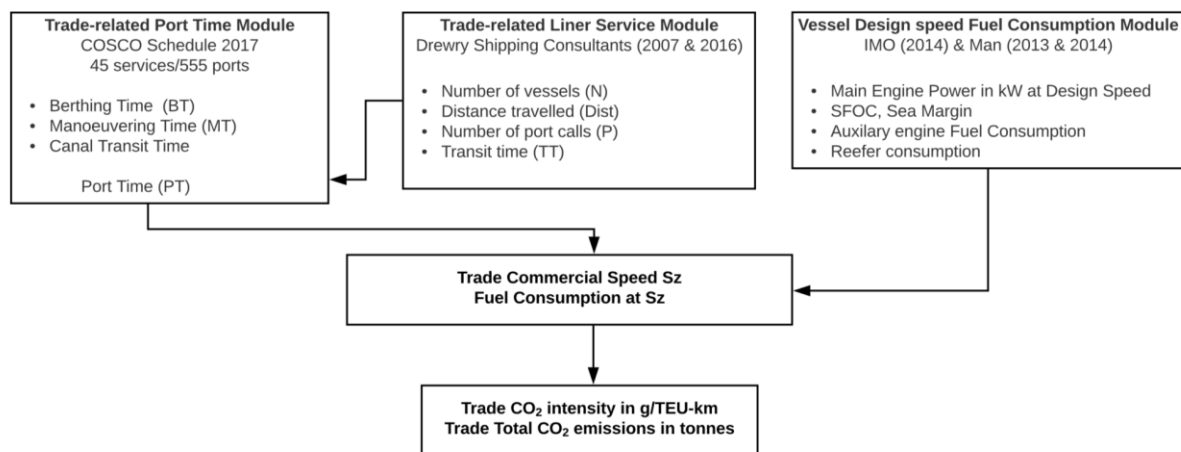 Trade-related Port Time Module
COSCO Schedule 2017
45 services/555 ports
• Berthing Time (BT)
• Manoeuvering Time (MT)
• Canal Transit Time
Port Time (PT)
Trade-related Liner Service Module
Drewry Shipping Consultants (2007 & 2016)
• Number of vessels (N)
• Distance travelled (Dist)
• Number of port calls (P)
• Transit time (TT)
Vessel Design speed Fuel Consumption Module
IMO (2014) & Man (2013 & 2014)
• Main Engine Power in kW at Design Speed
• SFOC, Sea Margin
• Auxilary engine Fuel Consumption
• Reefer consumption
Trade Commercial Speed Sz
Fuel Consumption at Sz
Trade CO₂ intensity in g/TEU-km
Trade Total CO₂ emissions in tonnes